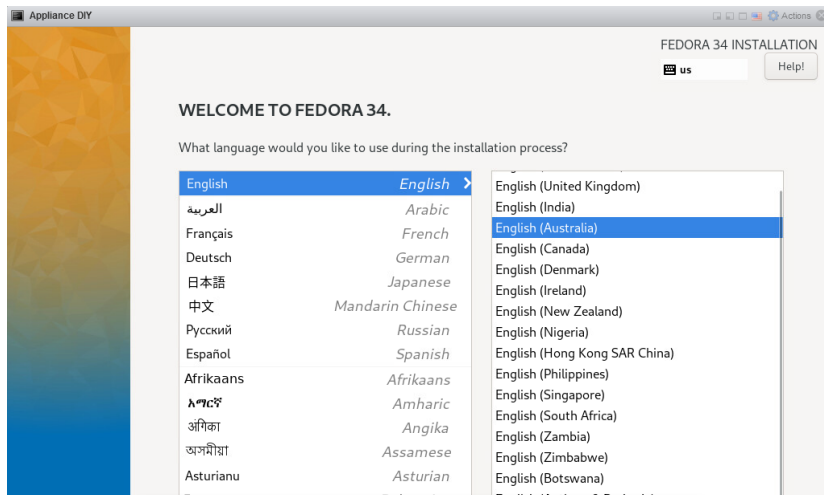 Appliance DIY
Actions
FEDORA 34 INSTALLATION
us
Help!
WELCOME TO FEDORA 34.
What language would you like to use during the installation process?
English English
العربية Arabic
Français French
Deutsch German
日本語 Japanese
中文 Mandarin Chinese
Русский Russian
Español Spanish
Afrikaans Afrikaans
አማርኛ Amharic
अंगिका Angika
অসমীয়া Assamese
Asturianu Asturian
English (United Kingdom)
English (India)
English (Australia)
English (Canada)
English (Denmark)
English (Ireland)
English (New Zealand)
English (Nigeria)
English (Hong Kong SAR China)
English (Philippines)
English (Singapore)
English (South Africa)
English (Zambia)
English (Zimbabwe)
English (Botswana)